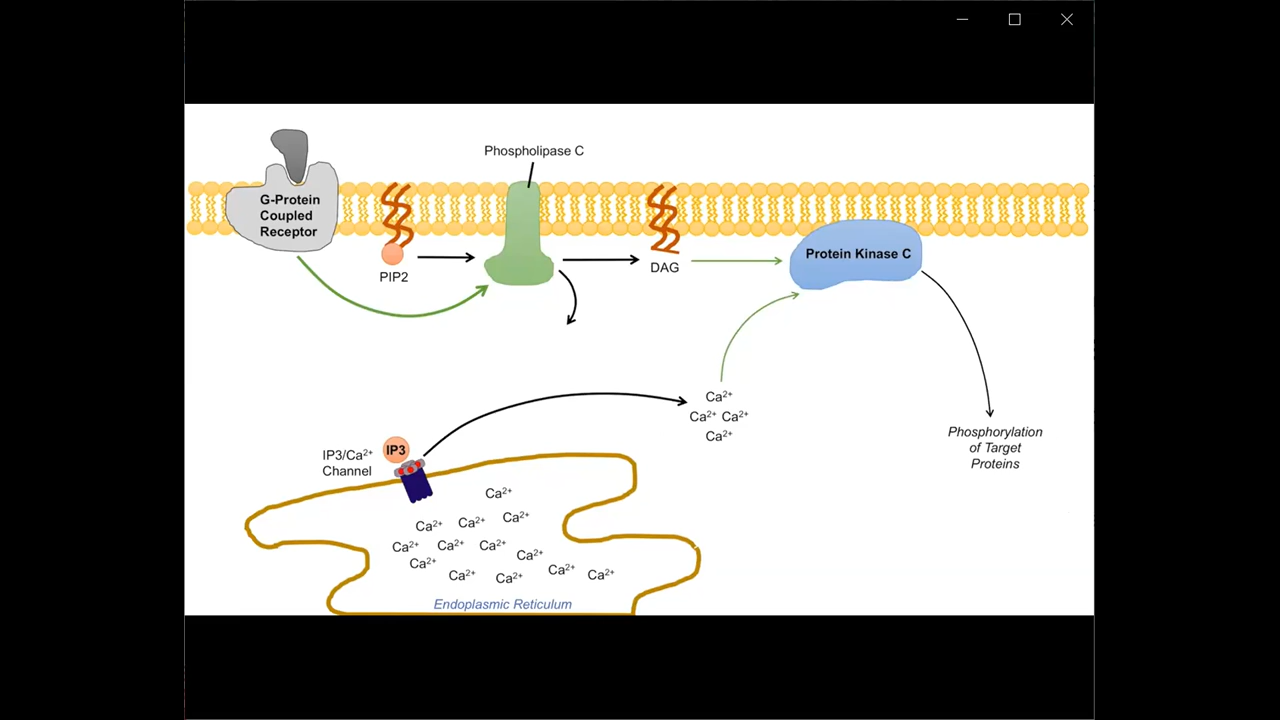 Phospholipase C
G-Protein
Coupled
Receptor
PIP2
DAG
Protein Kinase C
Ca²⁺
Ca²⁺ Ca²⁺
Ca²⁺
Phosphorylation
of Target
Proteins
IP3/Ca²⁺
Channel
IP3
Ca²⁺
Ca²⁺ Ca²⁺ Ca²⁺
Ca²⁺ Ca²⁺ Ca²⁺ Ca²⁺
Ca²⁺ Ca²⁺ Ca²⁺ Ca²⁺ Ca²⁺
Endoplasmic Reticulum